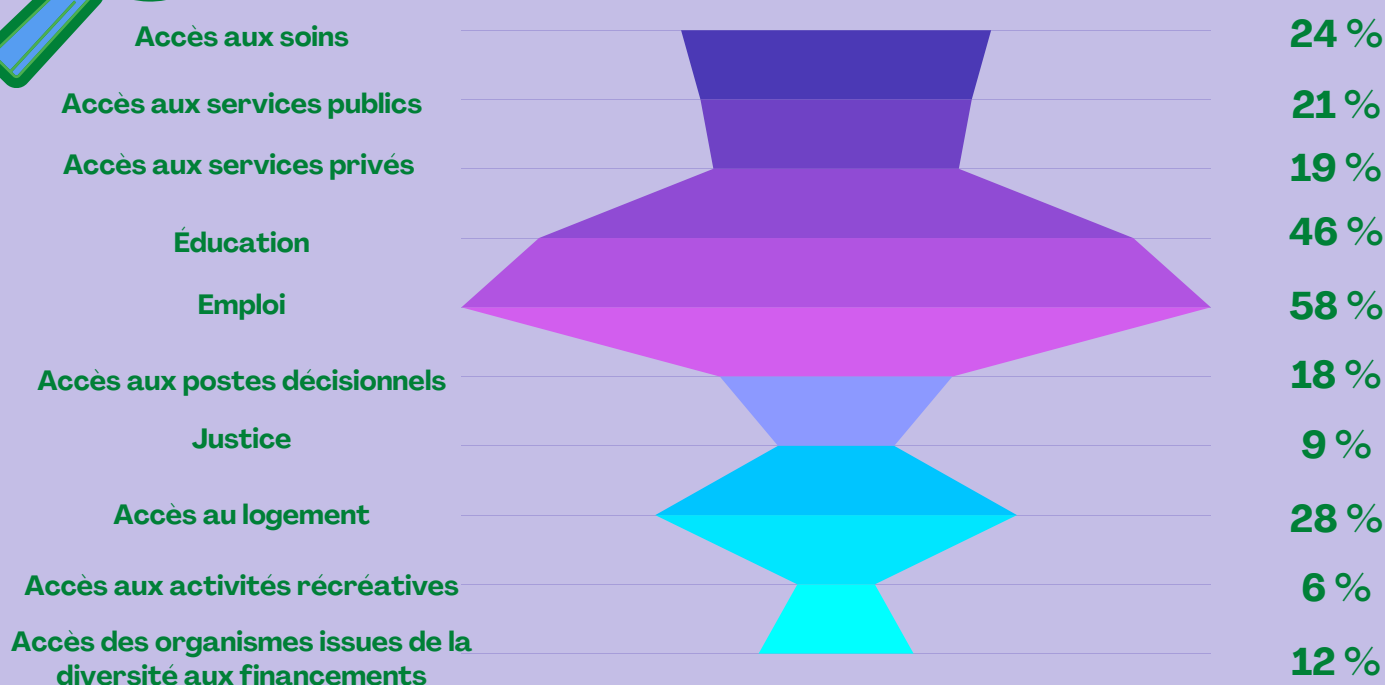 Accès aux soins 24 %
Accès aux services publics 21 %
Accès aux services privés 19 %
Éducation 46 %
Emploi 58 %
Accès aux postes décisionnels 18 %
Justice 9 %
Accès au logement 28 %
Accès aux activités récréatives 6 %
Accès des organismes issues de la
diversité aux financements 12 %